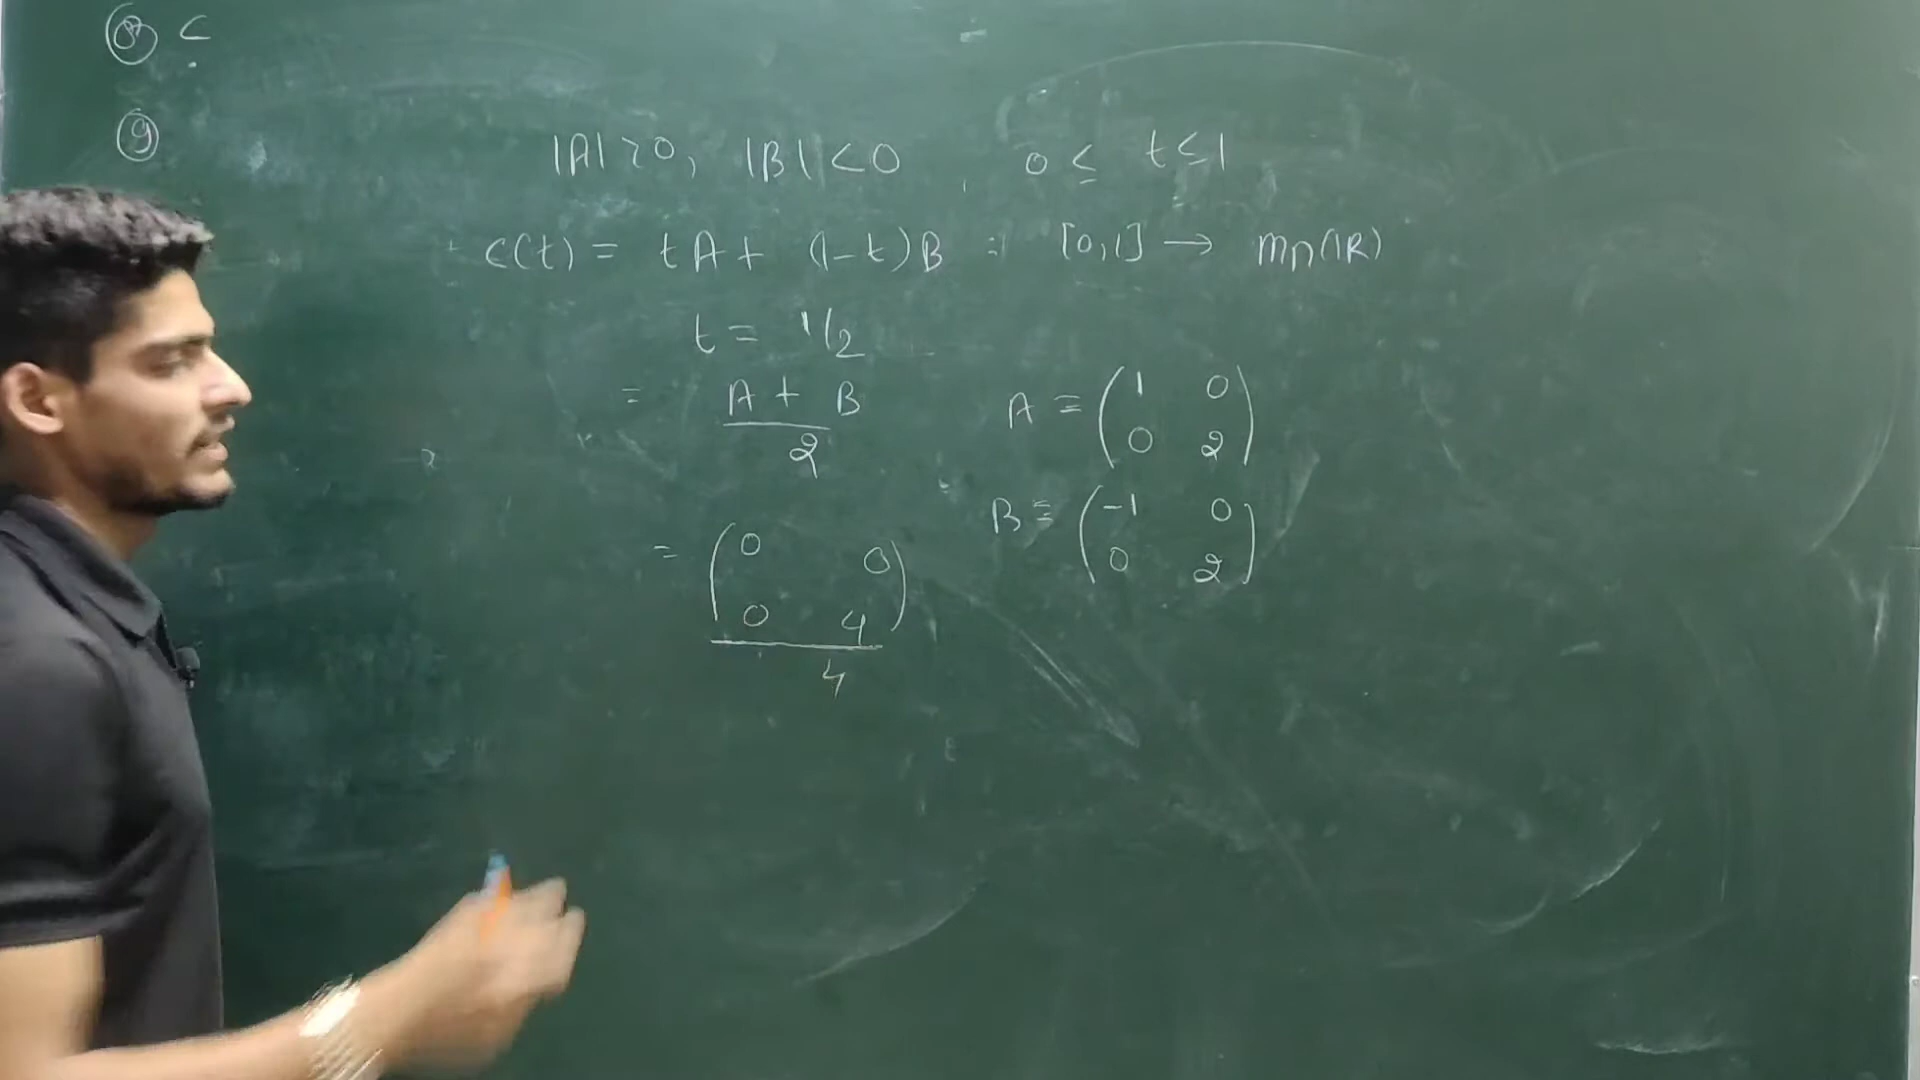 ⑧ C
⑨
|A| > 0, |B| < 0, 0 ≤ t ≤ 1
c(t) = tA + (1-t)B : [0,1] → Mn(IR)
t = 1/2
= A + B / 2
A = (1 0
0 2)
B = (-1 0
0 2)
= (0 0
0 4)
4